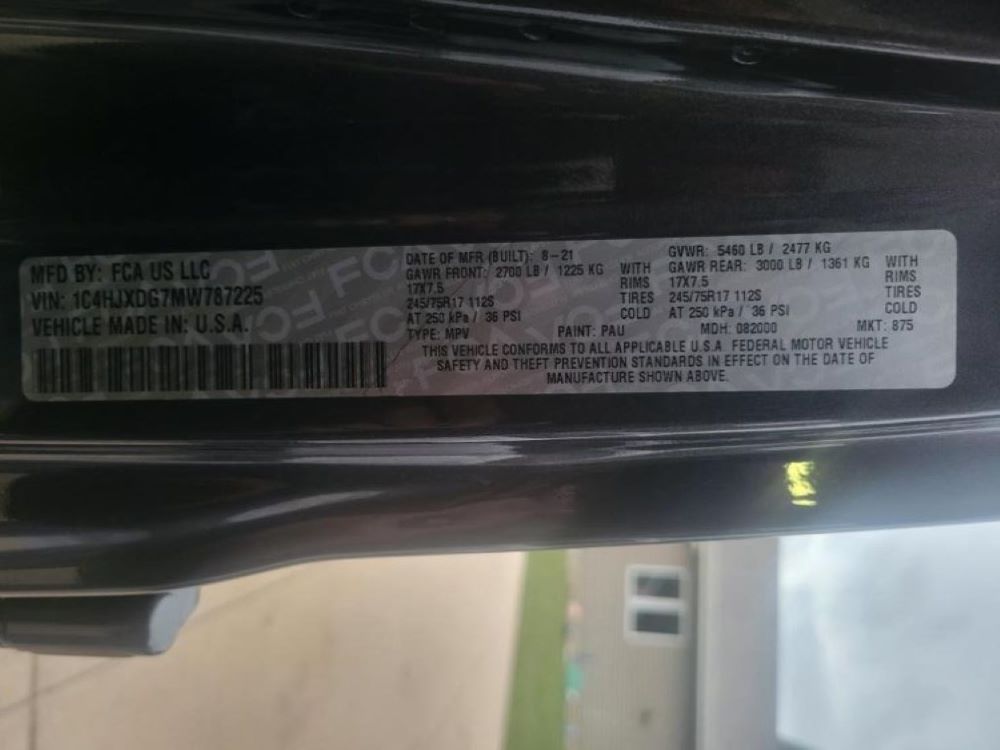 MFD BY: FCA US LLC
VIN: 1C4HJXDG7MW787225
VEHICLE MADE IN: U.S.A.
DATE OF MFR (BUILT): 8-21
GAWR FRONT: 2700 LB / 1225 KG WITH
17X7.5 RIMS
245/75R17 112S TIRES
AT 250 kPa / 36 PSI COLD
GVWR: 5460 LB / 2477 KG
GAWR REAR: 3000 LB / 1361 KG WITH
17X7.5 RIMS
245/75R17 112S TIRES
AT 250 kPa / 36 PSI COLD
TYPE: MPV PAINT: PAU MDH: 082000 MKT: 875
THIS VEHICLE CONFORMS TO ALL APPLICABLE U.S.A. FEDERAL MOTOR VEHICLE
SAFETY AND THEFT PREVENTION STANDARDS IN EFFECT ON THE DATE OF
MANUFACTURE SHOWN ABOVE.